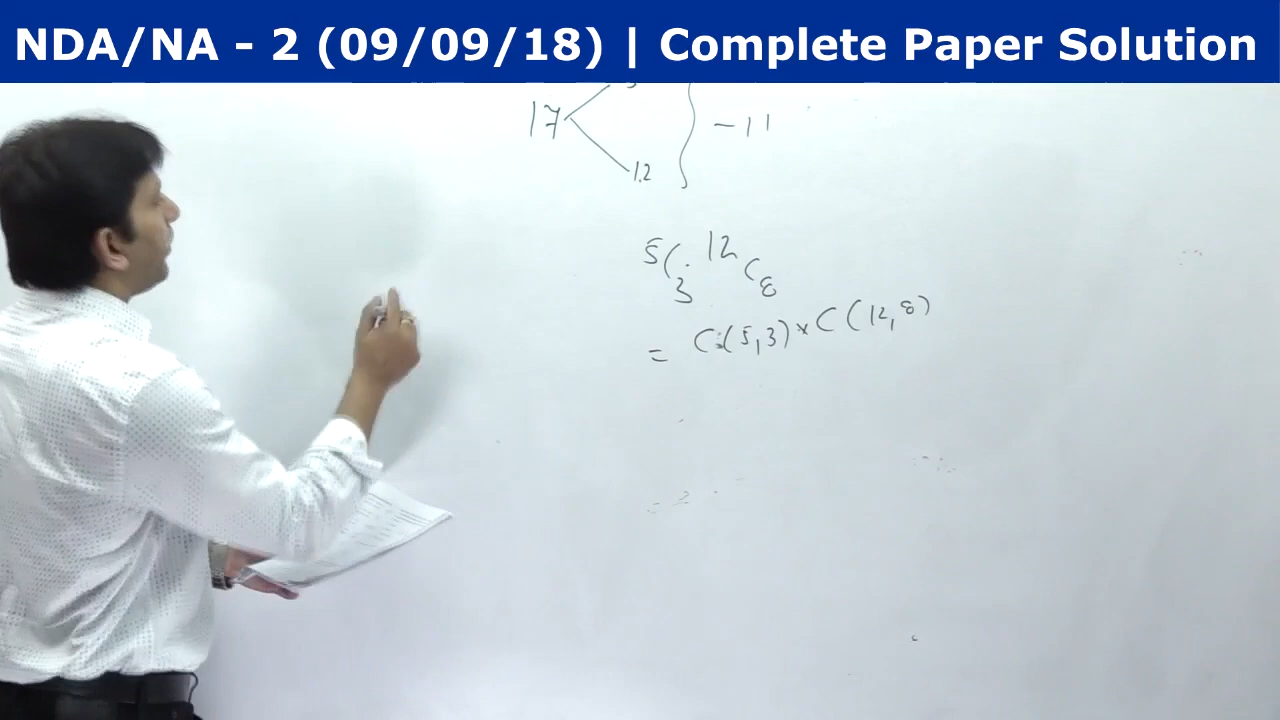 NDA/NA - 2 (09/09/18) | Complete Paper Solution
17
- 11
12
5C3 12C8
= C(5,3) × C(12,8)